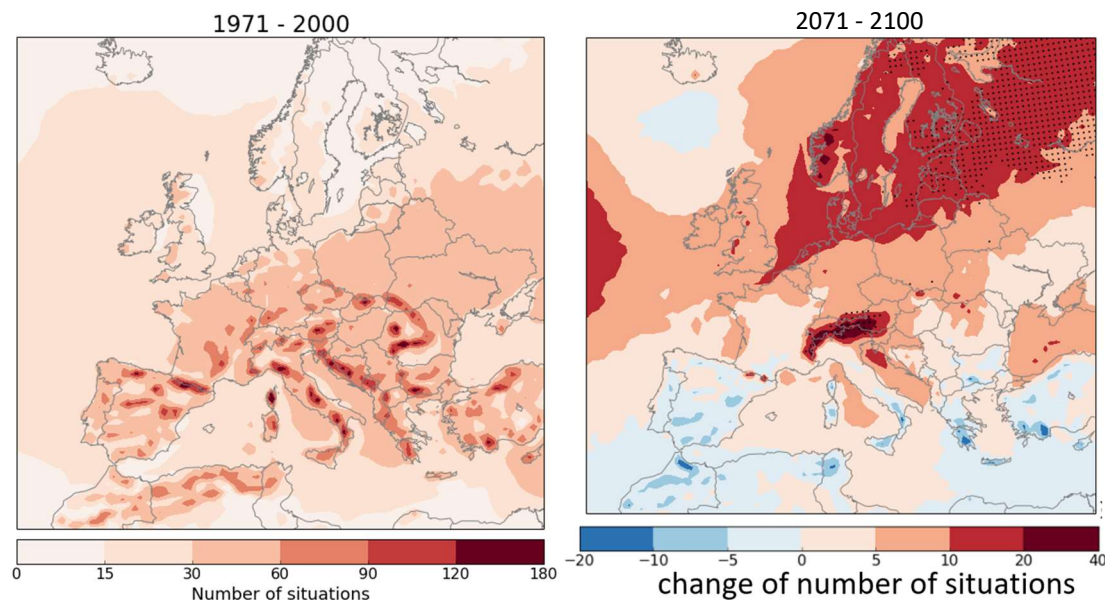 1971 - 2000
2071 - 2100
0 15 30 60 90 120 180
Number of situations
−20 −10 −5 0 5 10 20 40
change of number of situations